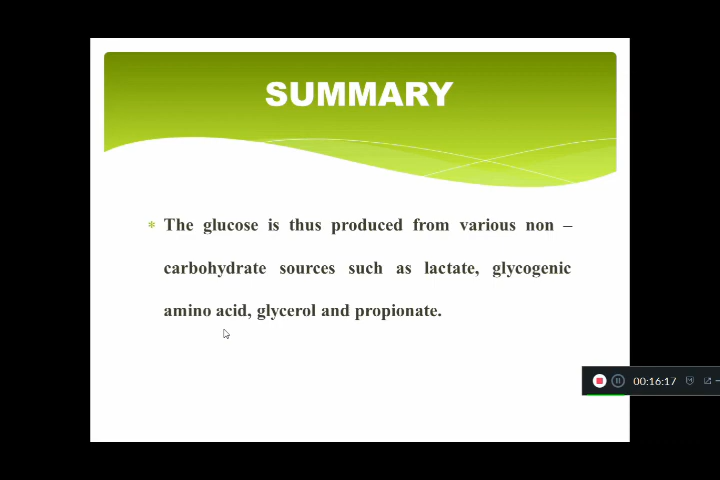 SUMMARY
* The glucose is thus produced from various non –
carbohydrate sources such as lactate, glycogenic
amino acid, glycerol and propionate.
00:16:17